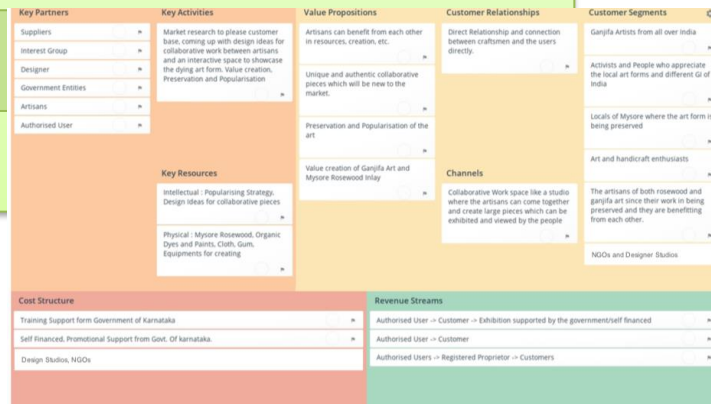 Key Partners
Suppliers
Interest Group
Designer
Government Entities
Artisans
Authorised User
Key Activities
Market research to please customer
base, coming up with design ideas for
collaborative work between artisans
and an interactive space to showcase
the dying art form. Value creation,
Preservation and Popularisation
Key Resources
Intellectual : Popularising Strategy,
Design Ideas for collaborative pieces
Physical : Mysore Rosewood, Organic
Dyes and Paints, Cloth, Gum,
Equipments for creating
Value Propositions
Artisans can benefit from each other
in resources, creation, etc.
Unique and authentic collaborative
pieces which will be new to the
market.
Preservation and Popularisation of the
art
Value creation of Ganjifa Art and
Mysore Rosewood Inlay
Customer Relationships
Direct Relationship and connection
between craftsmen and the users
directly.
Channels
Collaborative Work space like a studio
where the artisans can come together
and create large pieces which can be
exhibited and viewed by the people
Customer Segments
Ganjifa Artists from all over India
Activists and People who appreciate
the local art forms and different GI of
India
Locals of Mysore where the art form is
being preserved
Art and handicraft enthusiasts
The artisans of both rosewood and
ganjifa art since their work in being
preserved and they are benefitting
from each other.
NGOs and Designer Studios
Cost Structure
Training Support form Government of Karnataka
Self Financed, Promotional Support from Govt. Of karnataka.
Design Studios, NGOs
Revenue Streams
Authorised User -> Customer -> Exhibition supported by the government/self financed
Authorised User -> Customer
Authorised Users -> Registered Proprietor -> Customers